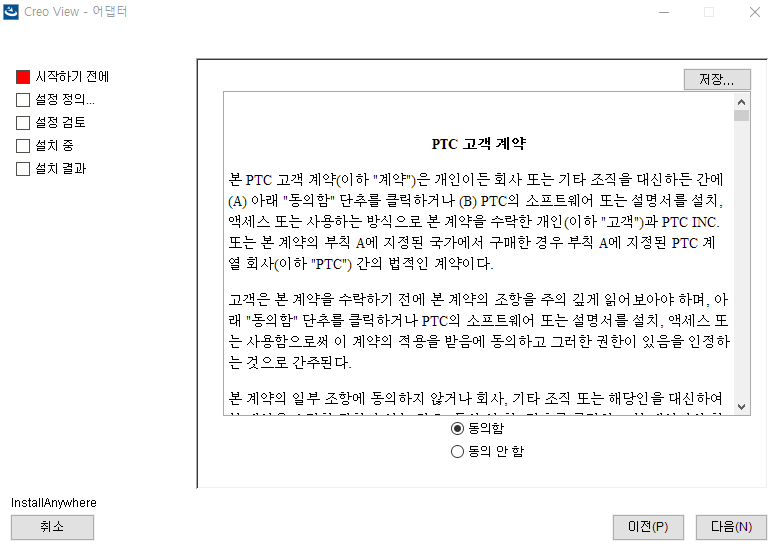 Creo View - 어댑터
시작하기 전에
설정 정의...
설정 검토
설치 중
설치 결과
저장...
PTC 고객 계약
본 PTC 고객 계약(이하 "계약")은 개인이든 회사 또는 기타 조직을 대신하든 간에
(A) 아래 "동의함" 단추를 클릭하거나 (B) PTC의 소프트웨어 또는 설명서를 설치,
액세스 또는 사용하는 방식으로 본 계약을 수락한 개인(이하 "고객")과 PTC INC.
또는 본 계약의 부칙 A에 지정된 국가에서 구매한 경우 부칙 A에 지정된 PTC 계
열 회사(이하 "PTC") 간의 법적인 계약이다.
고객은 본 계약을 수락하기 전에 본 계약의 조항을 주의 깊게 읽어보아야 하며, 아
래 "동의함" 단추를 클릭하거나 PTC의 소프트웨어 또는 설명서를 설치, 액세스 또
는 사용함으로써 이 계약의 적용을 받음에 동의하고 그러한 권한이 있음을 인정하
는 것으로 간주된다.
본 계약의 일부 조항에 동의하지 않거나 회사, 기타 조직 또는 해당인을 대신하여
동의함
동의 안 함
InstallAnywhere
취소
이전(P)
다음(N)